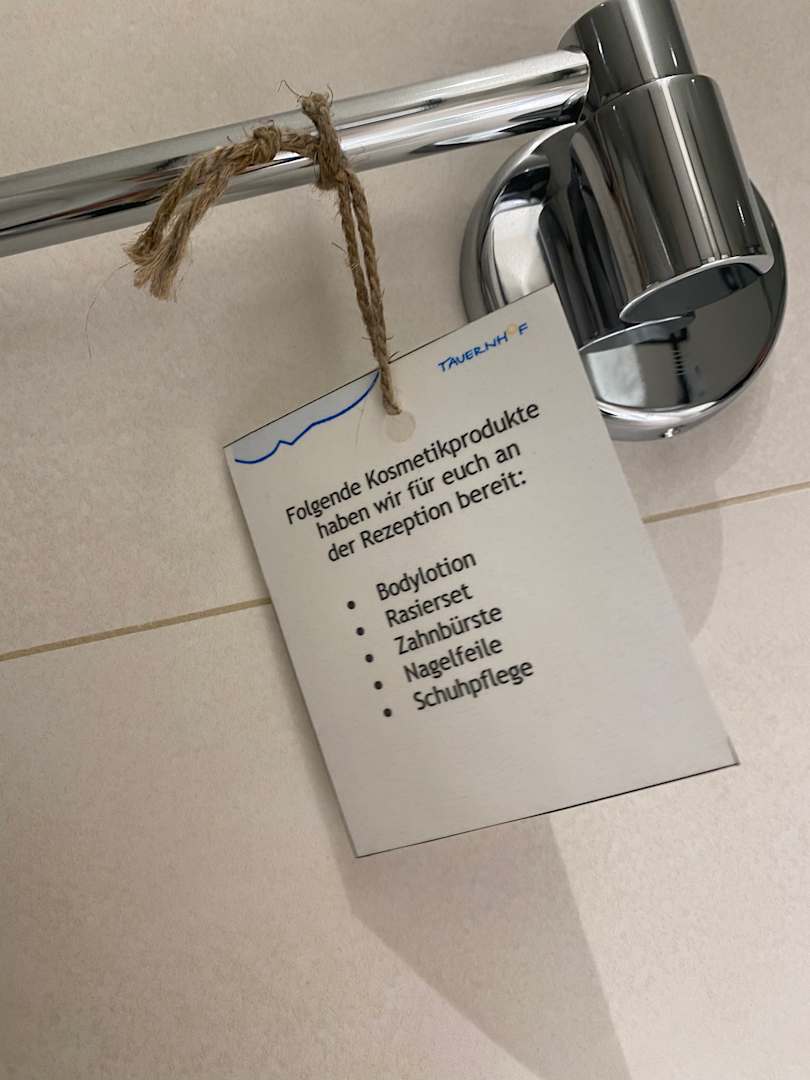 TAUERNHOF
Folgende Kosmetikprodukte
haben wir für euch an
der Rezeption bereit:
• Bodylotion
• Rasierset
• Zahnbürste
• Nagelfeile
• Schuhpflege